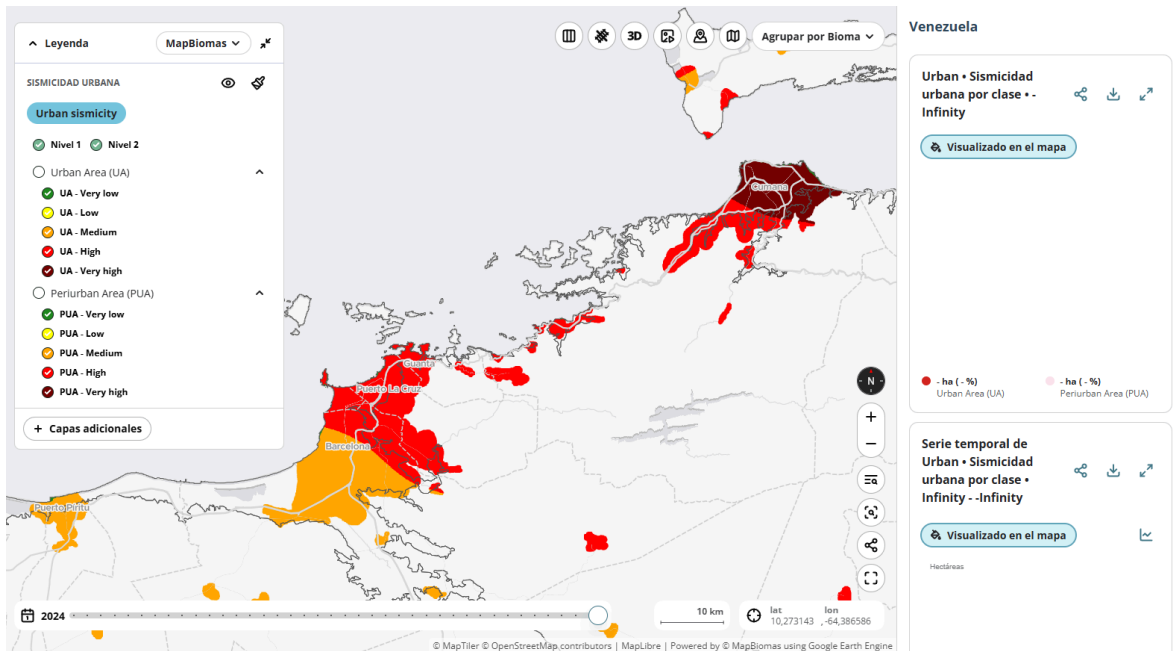 Leyenda
MapBiomas
SISMICIDAD URBANA
Urban sismicity
Nivel 1
Nivel 2
Urban Area (UA)
UA - Very low
UA - Low
UA - Medium
UA - High
UA - Very high
Periurban Area (PUA)
PUA - Very low
PUA - Low
PUA - Medium
PUA - High
PUA - Very high
+ Capas adicionales
3D
Agrupar por Bioma
Cumana
Guanta
Puerto La Cruz
Barcelona
Puerto Píritu
N
+
−
2024
10 km
lat
10,273143
lon
, -64,386586
© MapTiler © OpenStreetMap contributors | MapLibre | Powered by © MapBiomas using Google Earth Engine
Venezuela
Urban • Sismicidad
urbana por clase • -
Infinity
Visualizado en el mapa
- ha ( - %)
Urban Area (UA)
- ha ( - %)
Periurban Area (PUA)
Serie temporal de
Urban • Sismicidad
urbana por clase •
Infinity - -Infinity
Visualizado en el mapa
Hectáreas